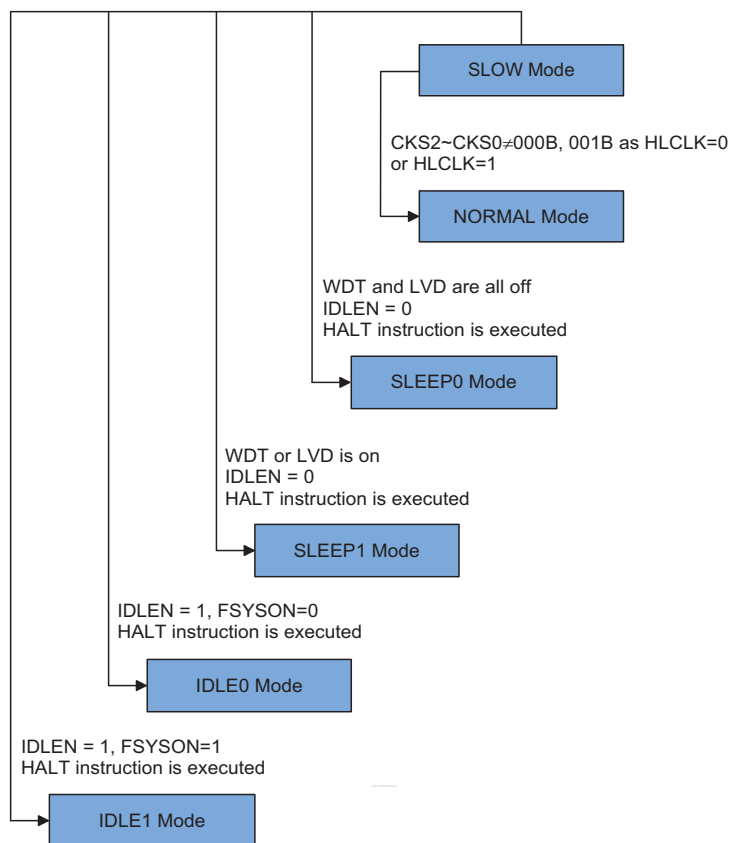 SLOW Mode
CKS2~CKS0≠000B, 001B as HLCLK=0
or HLCLK=1
NORMAL Mode
WDT and LVD are all off
IDLEN = 0
HALT instruction is executed
SLEEP0 Mode
WDT or LVD is on
IDLEN = 0
HALT instruction is executed
SLEEP1 Mode
IDLEN = 1, FSYSON=0
HALT instruction is executed
IDLE0 Mode
IDLEN = 1, FSYSON=1
HALT instruction is executed
IDLE1 Mode